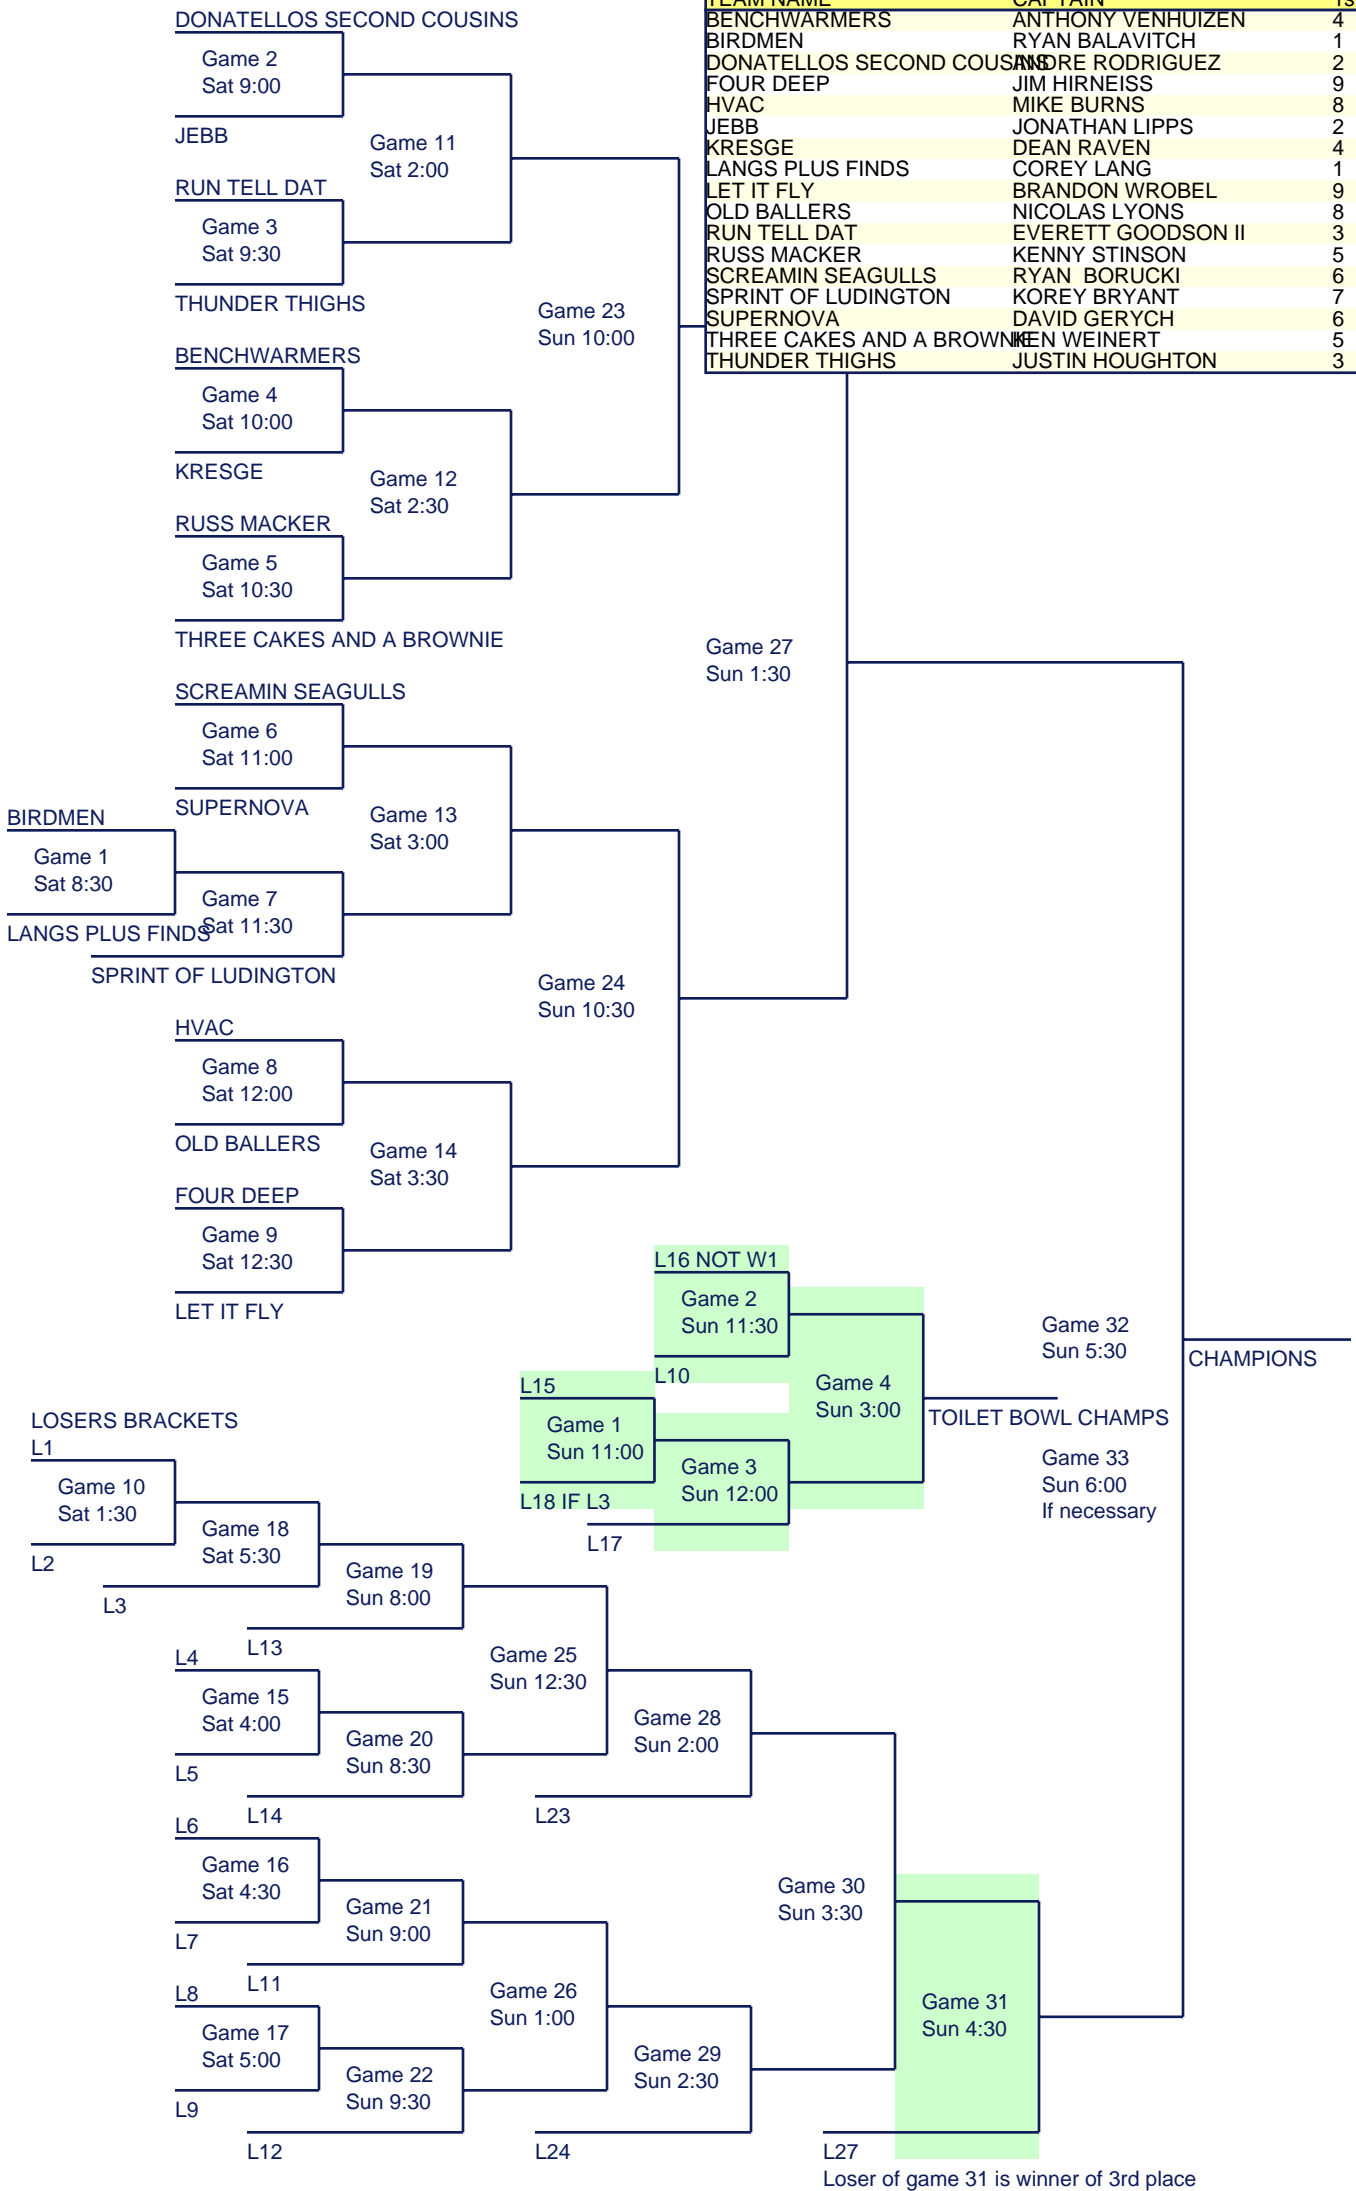 TEAM NAME CAPTAIN 1s
BENCHWARMERS ANTHONY VENHUIZEN 4
BIRDMEN RYAN BALAVITCH 1
DONATELLOS SECOND COUSINS ANDRE RODRIGUEZ 2
FOUR DEEP JIM HIRNEISS 9
HVAC MIKE BURNS 8
JEBB JONATHAN LIPPS 2
KRESGE DEAN RAVEN 4
LANGS PLUS FINDS COREY LANG 1
LET IT FLY BRANDON WROBEL 9
OLD BALLERS NICOLAS LYONS 8
RUN TELL DAT EVERETT GOODSON II 3
RUSS MACKER KENNY STINSON 5
SCREAMIN SEAGULLS RYAN BORUCKI 6
SPRINT OF LUDINGTON KOREY BRYANT 7
SUPERNOVA DAVID GERYCH 6
THREE CAKES AND A BROWNIE KEN WEINERT 5
THUNDER THIGHS JUSTIN HOUGHTON 3
DONATELLOS SECOND COUSINS
Game 2
Sat 9:00
JEBB
Game 11
Sat 2:00
RUN TELL DAT
Game 3
Sat 9:30
THUNDER THIGHS
Game 23
Sun 10:00
BENCHWARMERS
Game 4
Sat 10:00
KRESGE
Game 12
Sat 2:30
RUSS MACKER
Game 5
Sat 10:30
THREE CAKES AND A BROWNIE
Game 27
Sun 1:30
SCREAMIN SEAGULLS
Game 6
Sat 11:00
SUPERNOVA
Game 13
Sat 3:00
BIRDMEN
Game 1
Sat 8:30
LANGS PLUS FINDS
Game 7
Sat 11:30
SPRINT OF LUDINGTON
Game 24
Sun 10:30
HVAC
Game 8
Sat 12:00
OLD BALLERS
Game 14
Sat 3:30
FOUR DEEP
Game 9
Sat 12:30
LET IT FLY
L16 NOT W1
Game 2
Sun 11:30
L10
L15
Game 1
Sun 11:00
L18 IF L3
Game 3
Sun 12:00
L17
Game 4
Sun 3:00
TOILET BOWL CHAMPS
Game 32
Sun 5:30
CHAMPIONS
Game 33
Sun 6:00
If necessary
LOSERS BRACKETS
L1
Game 10
Sat 1:30
L2
Game 18
Sat 5:30
L3
Game 19
Sun 8:00
L13
L4
Game 15
Sat 4:00
L5
Game 20
Sun 8:30
L14
Game 25
Sun 12:30
Game 28
Sun 2:00
L23
L6
Game 16
Sat 4:30
L7
Game 21
Sun 9:00
L11
L8
Game 17
Sat 5:00
L9
Game 22
Sun 9:30
L12
Game 26
Sun 1:00
Game 29
Sun 2:30
L24
Game 30
Sun 3:30
Game 31
Sun 4:30
L27
Loser of game 31 is winner of 3rd place